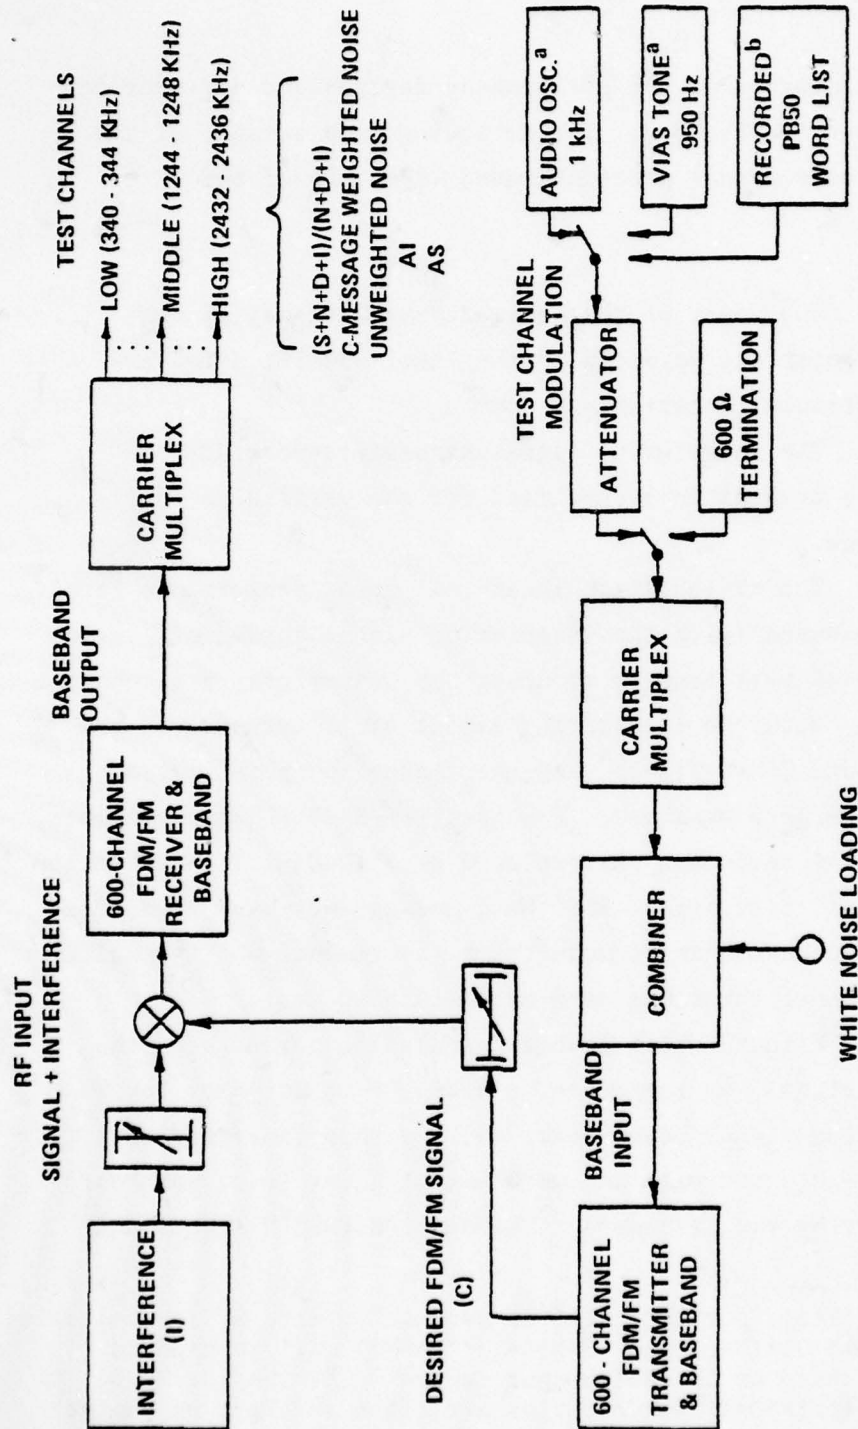 RF INPUT
SIGNAL + INTERFERENCE
INTERFERENCE
(I)
600-CHANNEL
FDM/FM
RECEIVER &
BASEBAND
BASEBAND
OUTPUT
CARRIER
MULTIPLEX
TEST CHANNELS
LOW (340 - 344 KHz)
MIDDLE (1244 - 1248 KHz)
HIGH (2432 - 2436 KHz)
(S+N+D+I)/(N+D+I)
C-MESSAGE WEIGHTED NOISE
UNWEIGHTED NOISE
AI
AS
DESIRED FDM/FM SIGNAL
(C)
600 - CHANNEL
FDM/FM
TRANSMITTER
& BASEBAND
BASEBAND
INPUT
COMBINER
WHITE NOISE LOADING
CARRIER
MULTIPLEX
TEST CHANNEL
MODULATION
ATTENUATOR
600 Ω
TERMINATION
AUDIO OSC.ᵃ
1 kHz
VIAS TONEᵃ
950 Hz
RECORDEDᵇ
PB50
WORD LIST